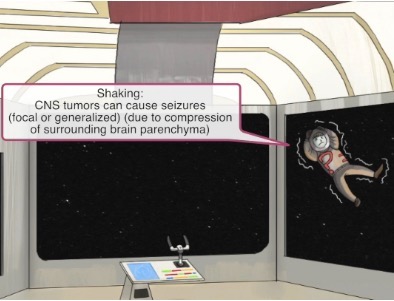 Shaking:
CNS tumors can cause seizures
(focal or generalized) (due to compression
of surrounding brain parenchyma)